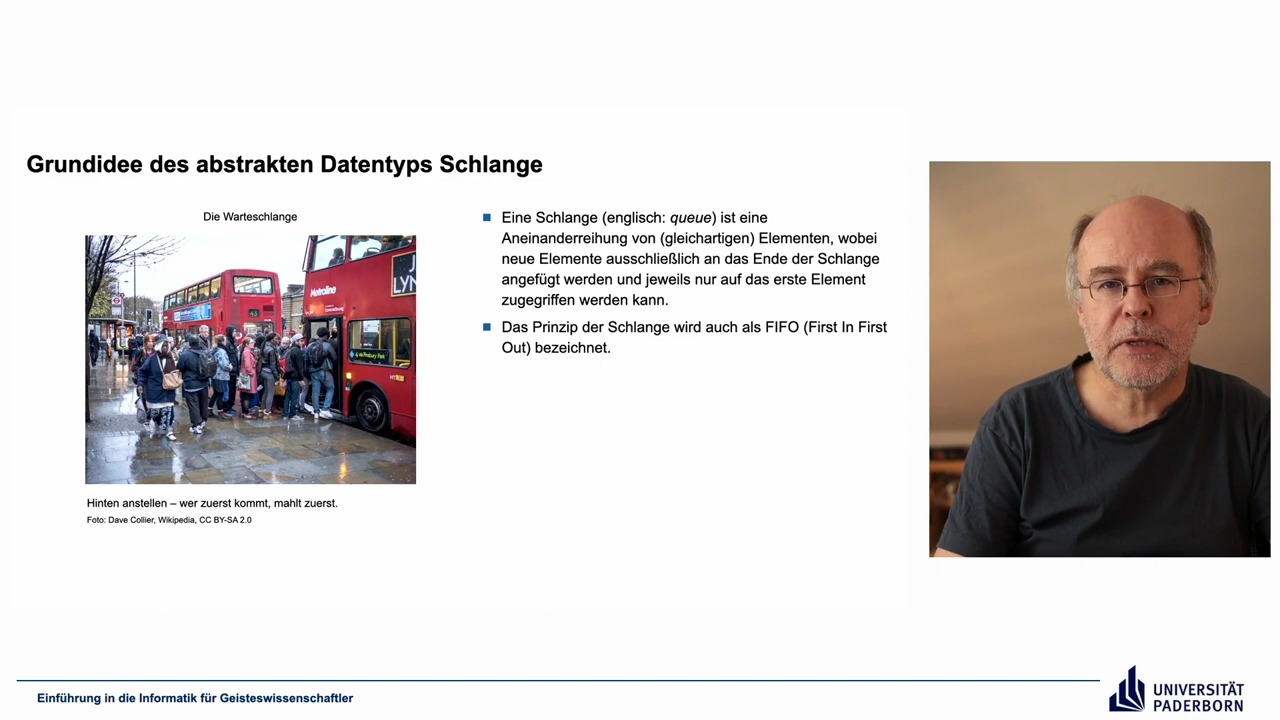 Grundidee des abstrakten Datentyps Schlange
Die Warteschlange
Metroline
Hinten anstellen – wer zuerst kommt, mahlt zuerst.
Foto: Dave Collier, Wikipedia, CC BY-SA 2.0
Eine Schlange (englisch: queue) ist eine
Aneinanderreihung von (gleichartigen) Elementen, wobei
neue Elemente ausschließlich an das Ende der Schlange
angefügt werden und jeweils nur auf das erste Element
zugegriffen werden kann.
Das Prinzip der Schlange wird auch als FIFO (First In First
Out) bezeichnet.
Einführung in die Informatik für Geisteswissenschaftler
UNIVERSITÄT
PADERBORN